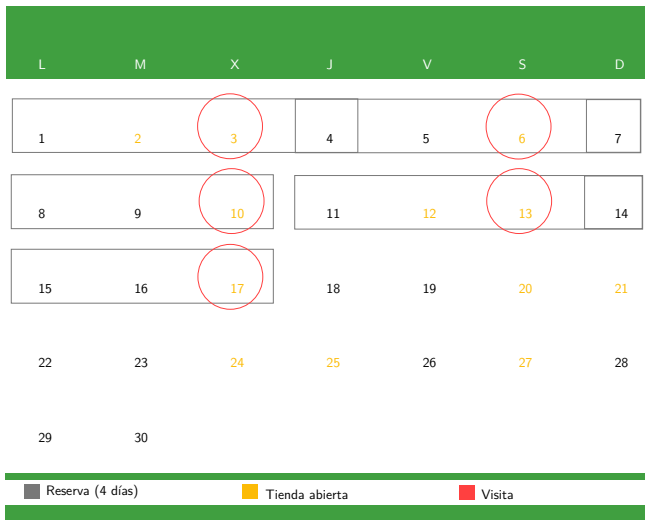 L M X J V S D
1 2 3 4 5 6 7
8 9 10 11 12 13 14
15 16 17 18 19 20 21
22 23 24 25 26 27 28
29 30
Reserva (4 días) Tienda abierta Visita